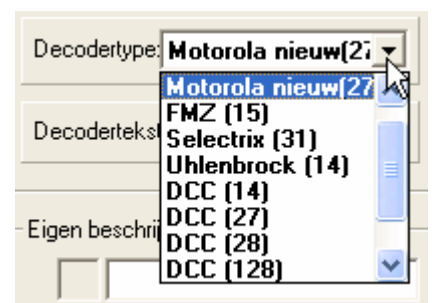 Decodertype: Motorola nieuw(27
Motorola nieuw(27
FMZ (15)
Decodertekst
Selectrix (31)
Uhlenbrock (14)
DCC (14)
DCC (27)
Eigen beschrij
DCC (28)
DCC (128)